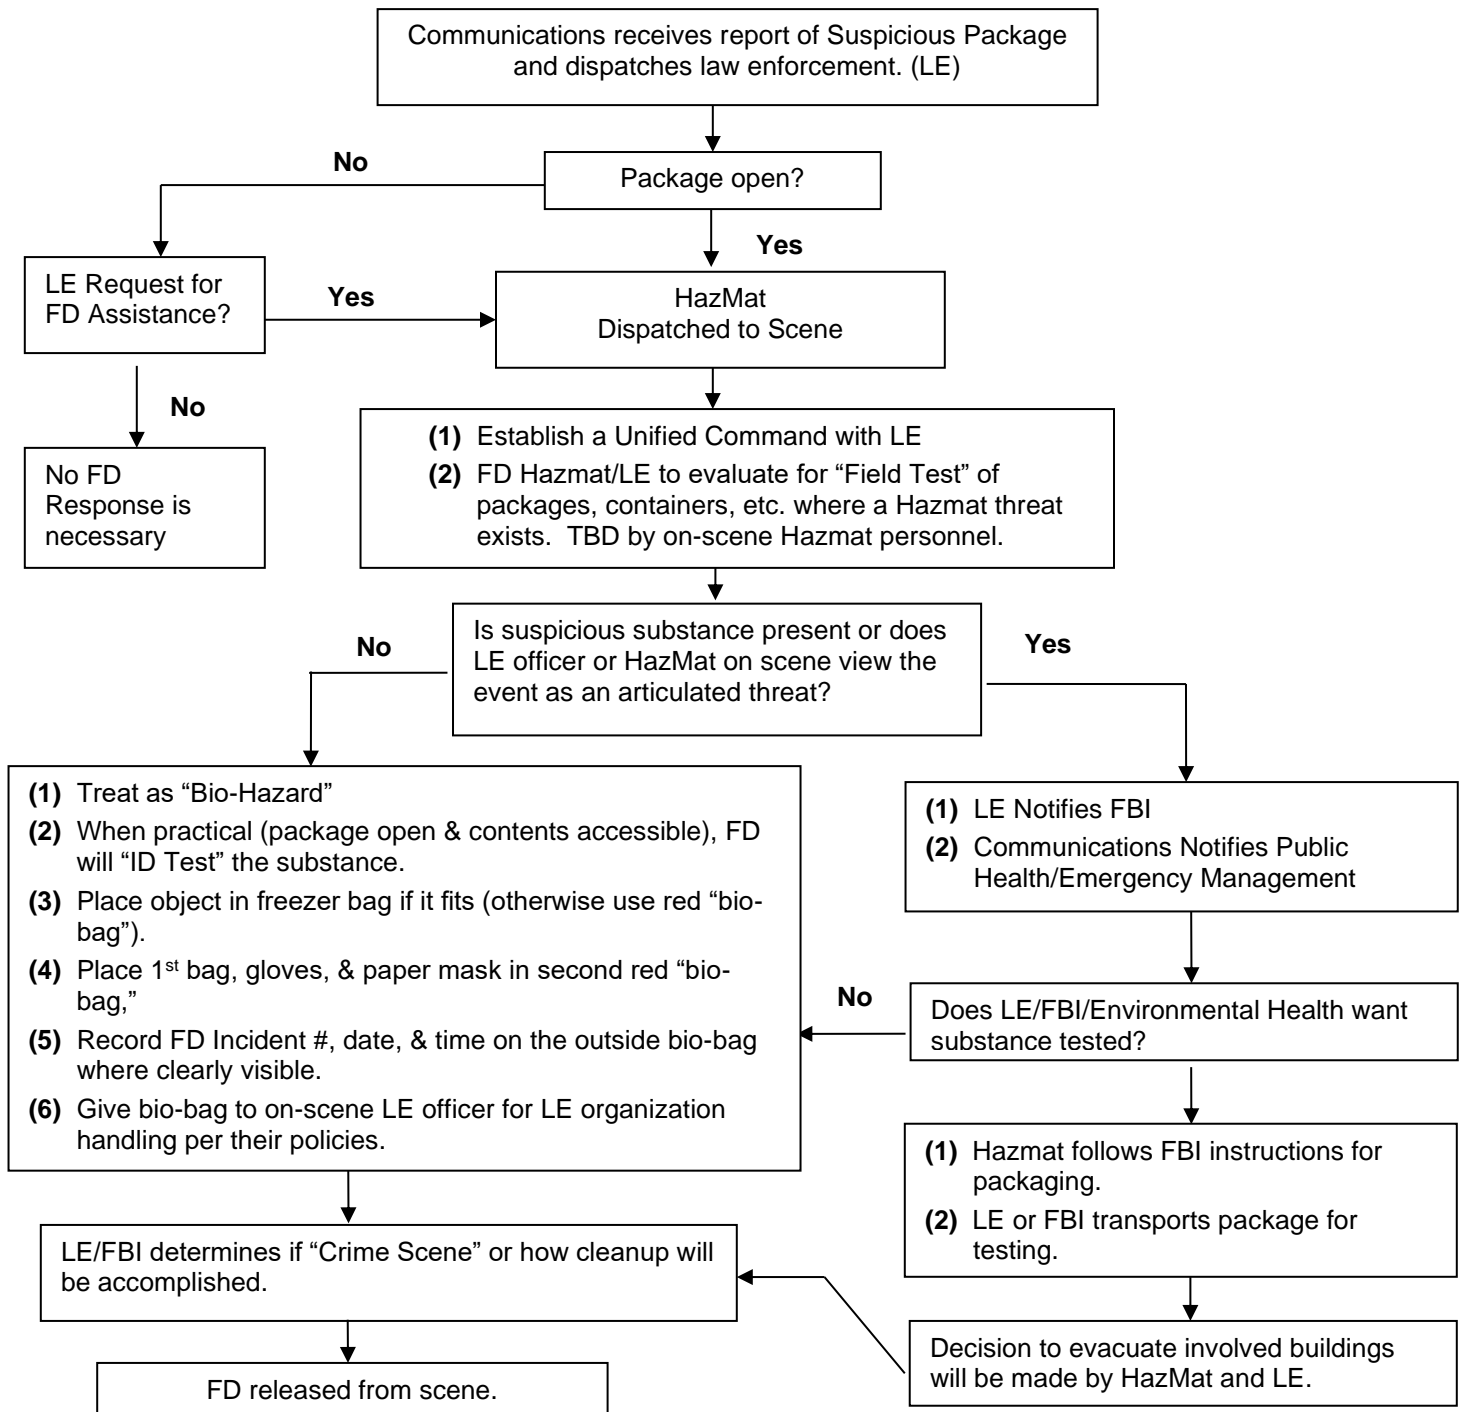 Communications receives report of Suspicious Package
and dispatches law enforcement. (LE)
No
Package open?
Yes
LE Request for
FD Assistance?
Yes
HazMat
Dispatched to Scene
No
No FD
Response is
necessary
(1) Establish a Unified Command with LE
(2) FD Hazmat/LE to evaluate for “Field Test” of
packages, containers, etc. where a Hazmat threat
exists.  TBD by on-scene Hazmat personnel.
No
Is suspicious substance present or does
LE officer or HazMat on scene view the
event as an articulated threat?
Yes
(1) Treat as “Bio-Hazard”
(2) When practical (package open & contents accessible), FD
will “ID Test” the substance.
(3) Place object in freezer bag if it fits (otherwise use red “bio-
bag”).
(4) Place 1st bag, gloves, & paper mask in second red “bio-
bag,”
(5) Record FD Incident #, date, & time on the outside bio-bag
where clearly visible.
(6) Give bio-bag to on-scene LE officer for LE organization
handling per their policies.
(1) LE Notifies FBI
(2) Communications Notifies Public
Health/Emergency Management
No
Does LE/FBI/Environmental Health want
substance tested?
(1) Hazmat follows FBI instructions for
packaging.
(2) LE or FBI transports package for
testing.
LE/FBI determines if “Crime Scene” or how cleanup will
be accomplished.
Decision to evacuate involved buildings
will be made by HazMat and LE.
FD released from scene.